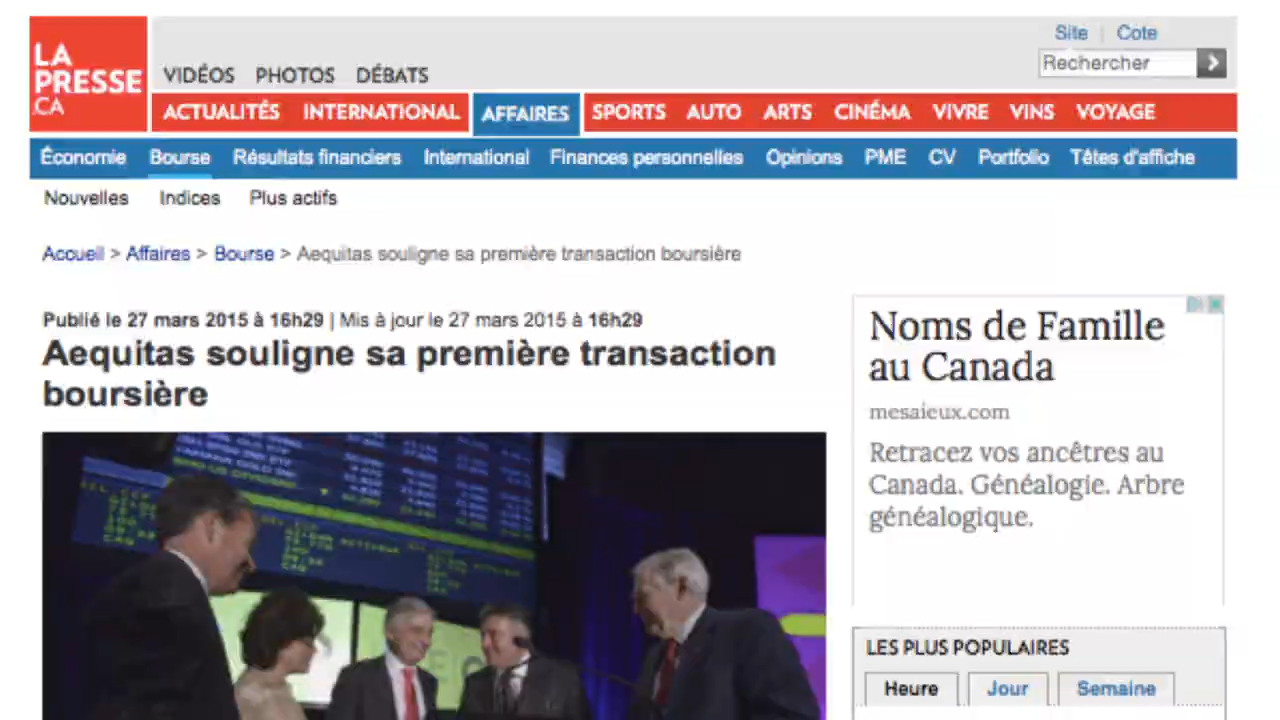 LA
PRESSE
.CA
Site | Cote
Rechercher
VIDÉOS PHOTOS DÉBATS
ACTUALITÉS INTERNATIONAL AFFAIRES SPORTS AUTO ARTS CINÉMA VIVRE VINS VOYAGE
Économie Bourse Résultats financiers International Finances personnelles Opinions PME CV Portfolio Têtes d'affiche
Nouvelles Indices Plus actifs
Accueil > Affaires > Bourse > Aequitas souligne sa première transaction boursière
Publié le 27 mars 2015 à 16h29 | Mis à jour le 27 mars 2015 à 16h29
Aequitas souligne sa première transaction
boursière
Noms de Famille
au Canada
mesaieux.com
Retracez vos ancêtres au
Canada. Généalogie. Arbre
généalogique.
LES PLUS POPULAIRES
Heure Jour Semaine